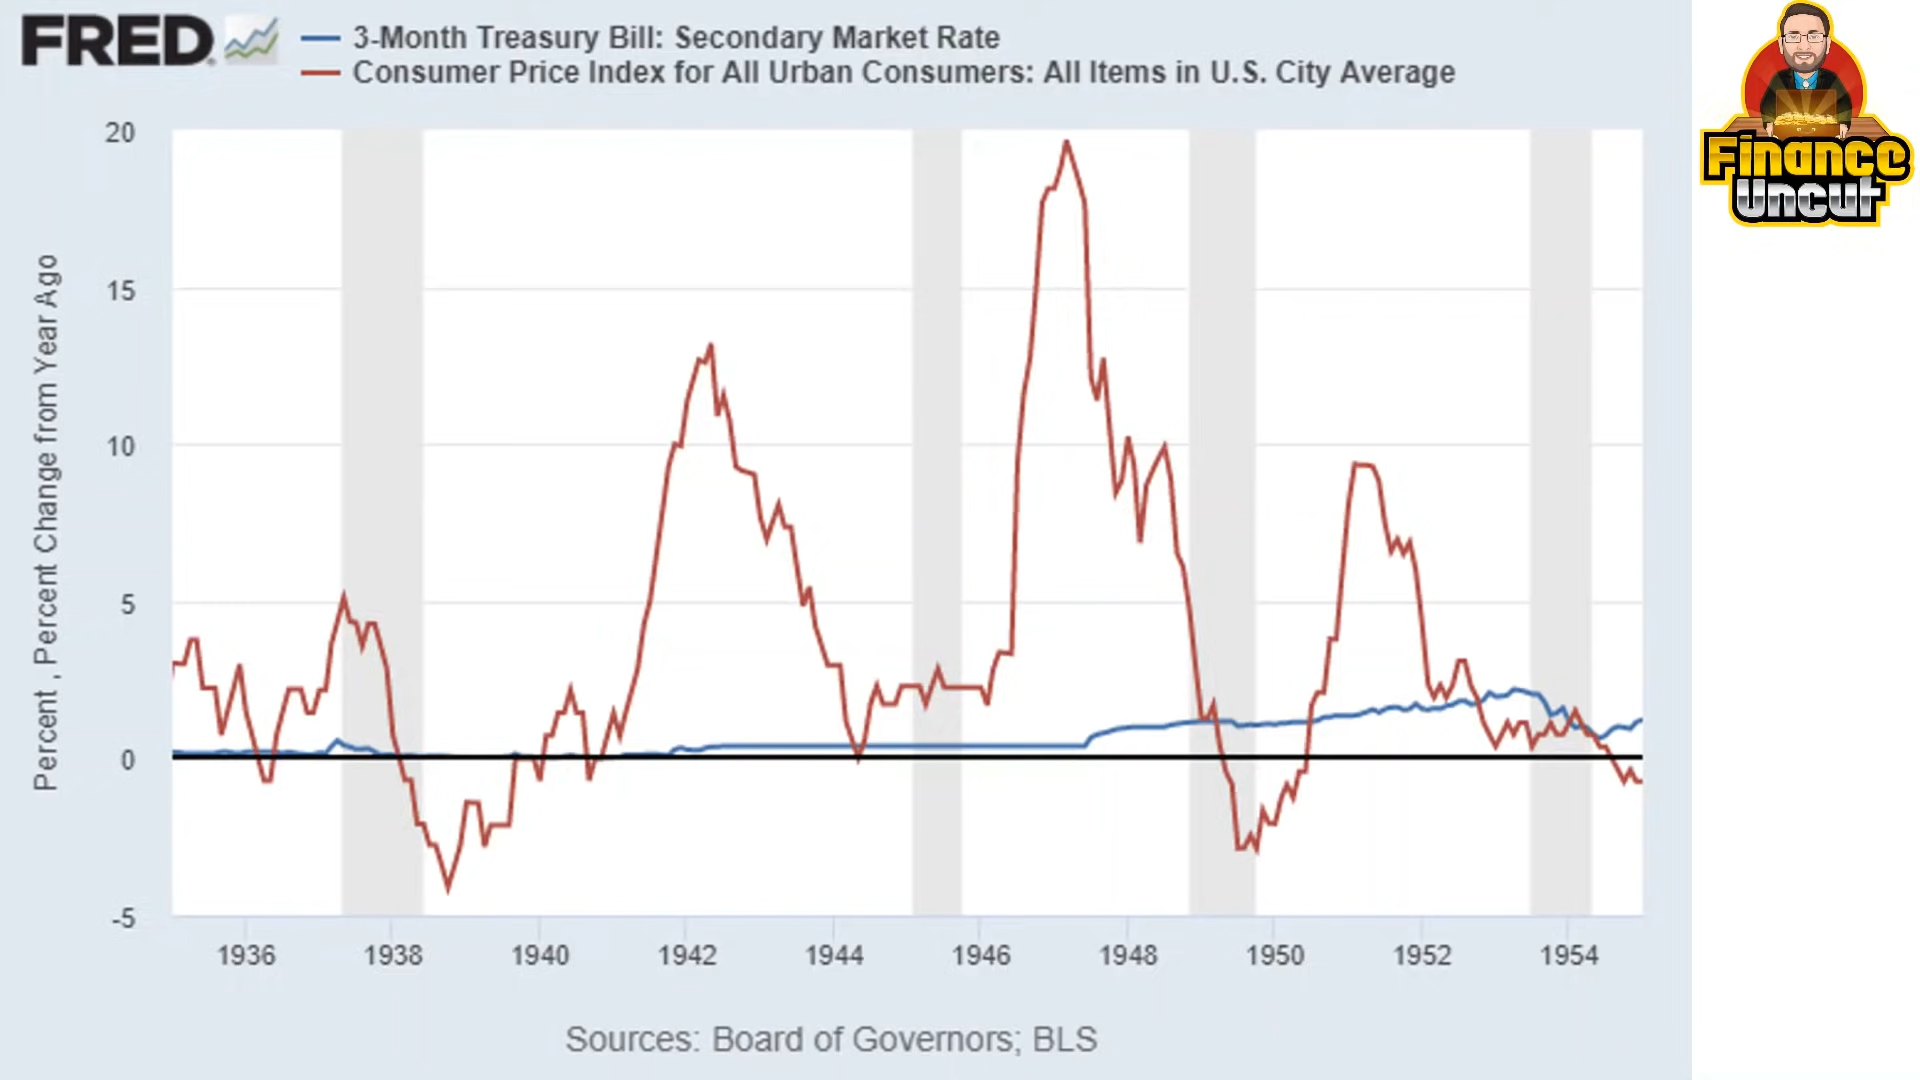 FRED
3-Month Treasury Bill: Secondary Market Rate
Consumer Price Index for All Urban Consumers: All Items in U.S. City Average
Finance
Uncut
Percent , Percent Change from Year Ago
20
15
10
5
0
-5
1936 1938 1940 1942 1944 1946 1948 1950 1952 1954
Sources: Board of Governors; BLS